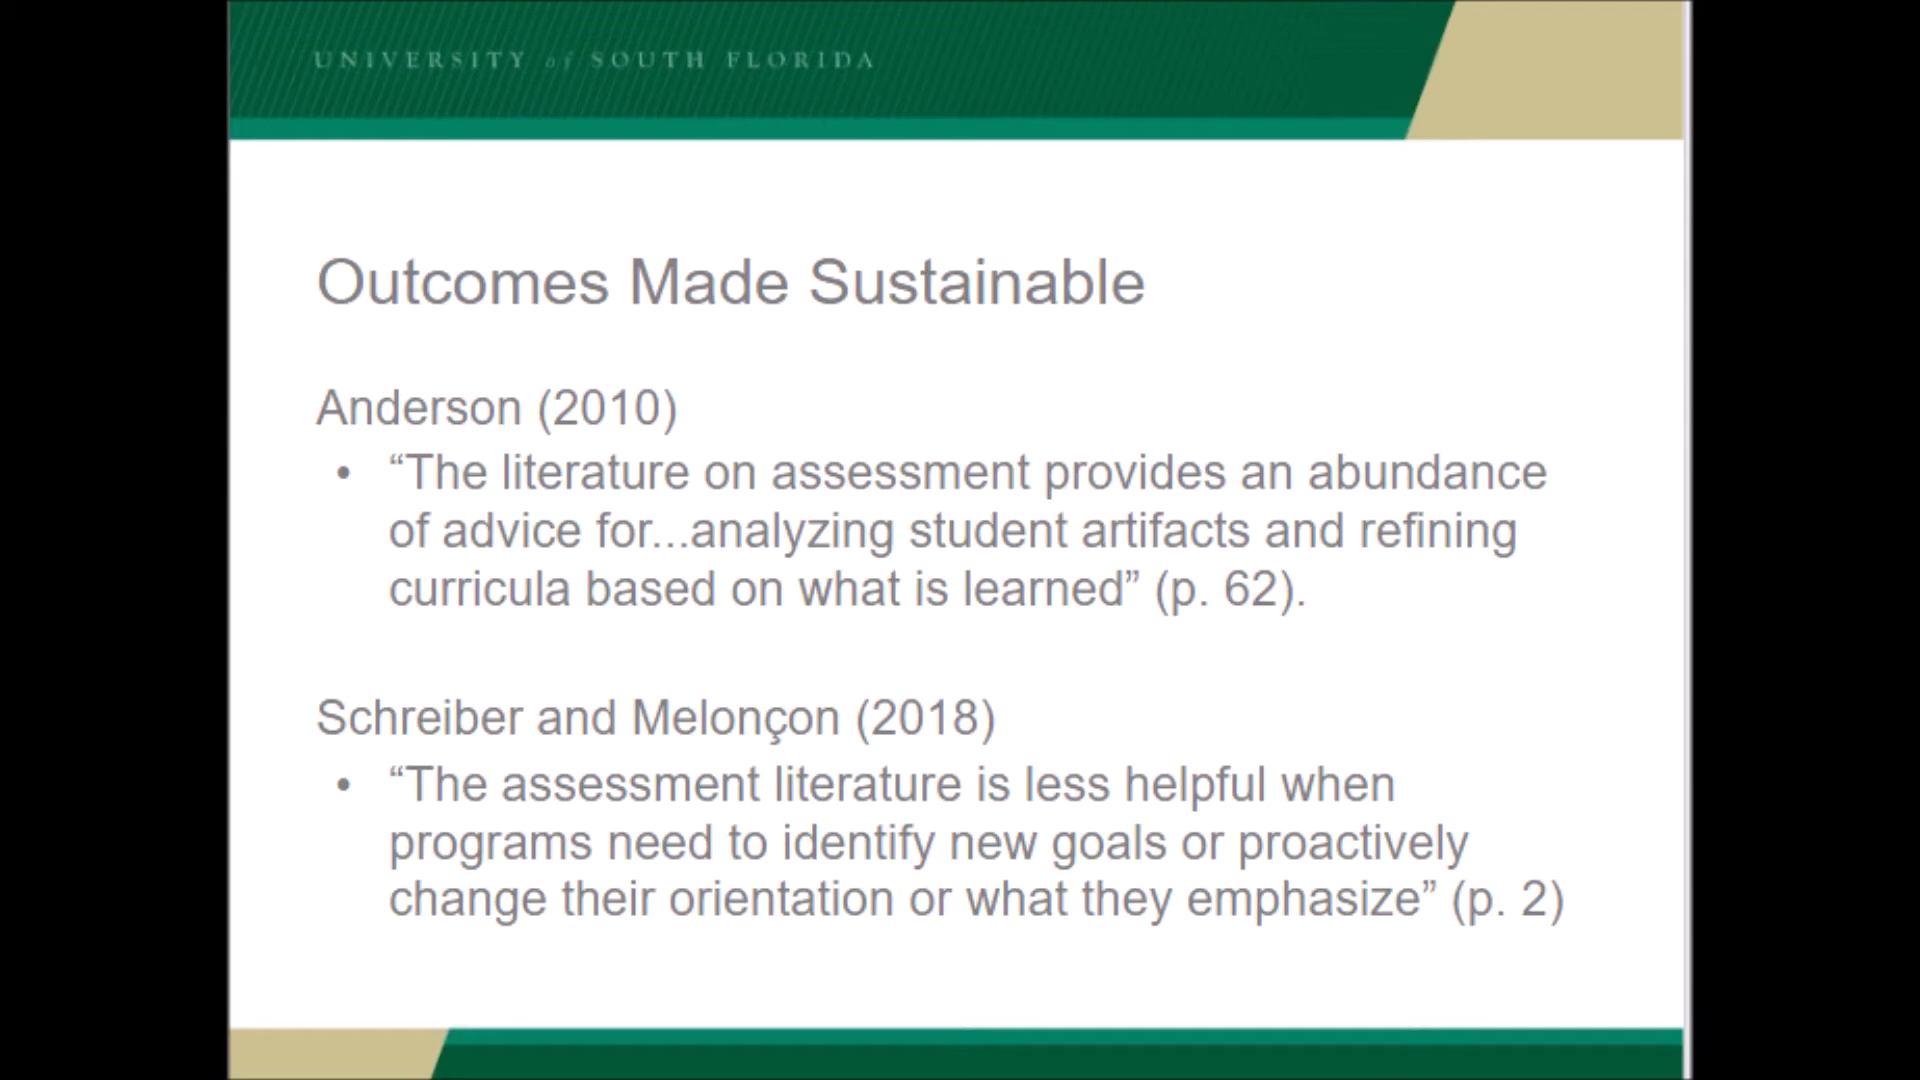 UNIVERSITY of SOUTH FLORIDA
Outcomes Made Sustainable
Anderson (2010)
• “The literature on assessment provides an abundance
of advice for...analyzing student artifacts and refining
curricula based on what is learned” (p. 62).
Schreiber and Melonçon (2018)
• “The assessment literature is less helpful when
programs need to identify new goals or proactively
change their orientation or what they emphasize” (p. 2)